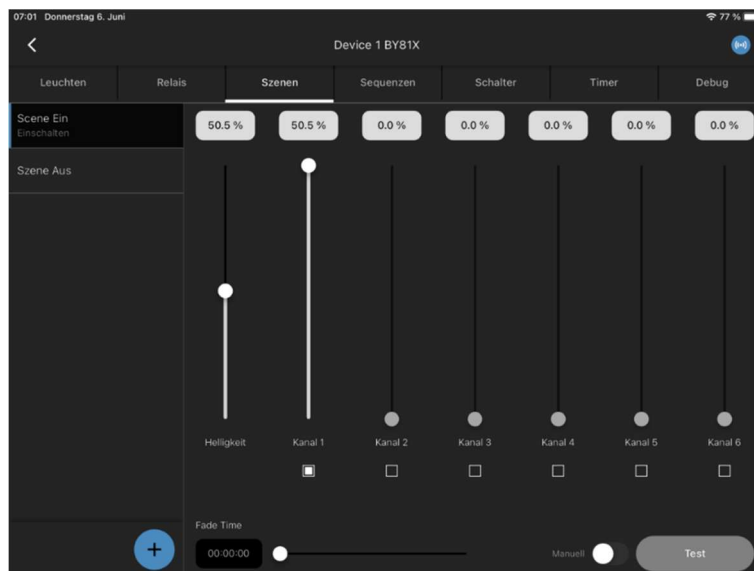 07:01 Donnerstag 6. Juni 77 %
Device 1 BY81X
Leuchten Relais Szenen Sequenzen Schalter Timer Debug
Scene Ein
Einschalten
Szene Aus
50.5 % 50.5 % 0.0 % 0.0 % 0.0 % 0.0 % 0.0 %
Helligkeit Kanal 1 Kanal 2 Kanal 3 Kanal 4 Kanal 5 Kanal 6
Fade Time
+ 00:00:00 Manuell Test